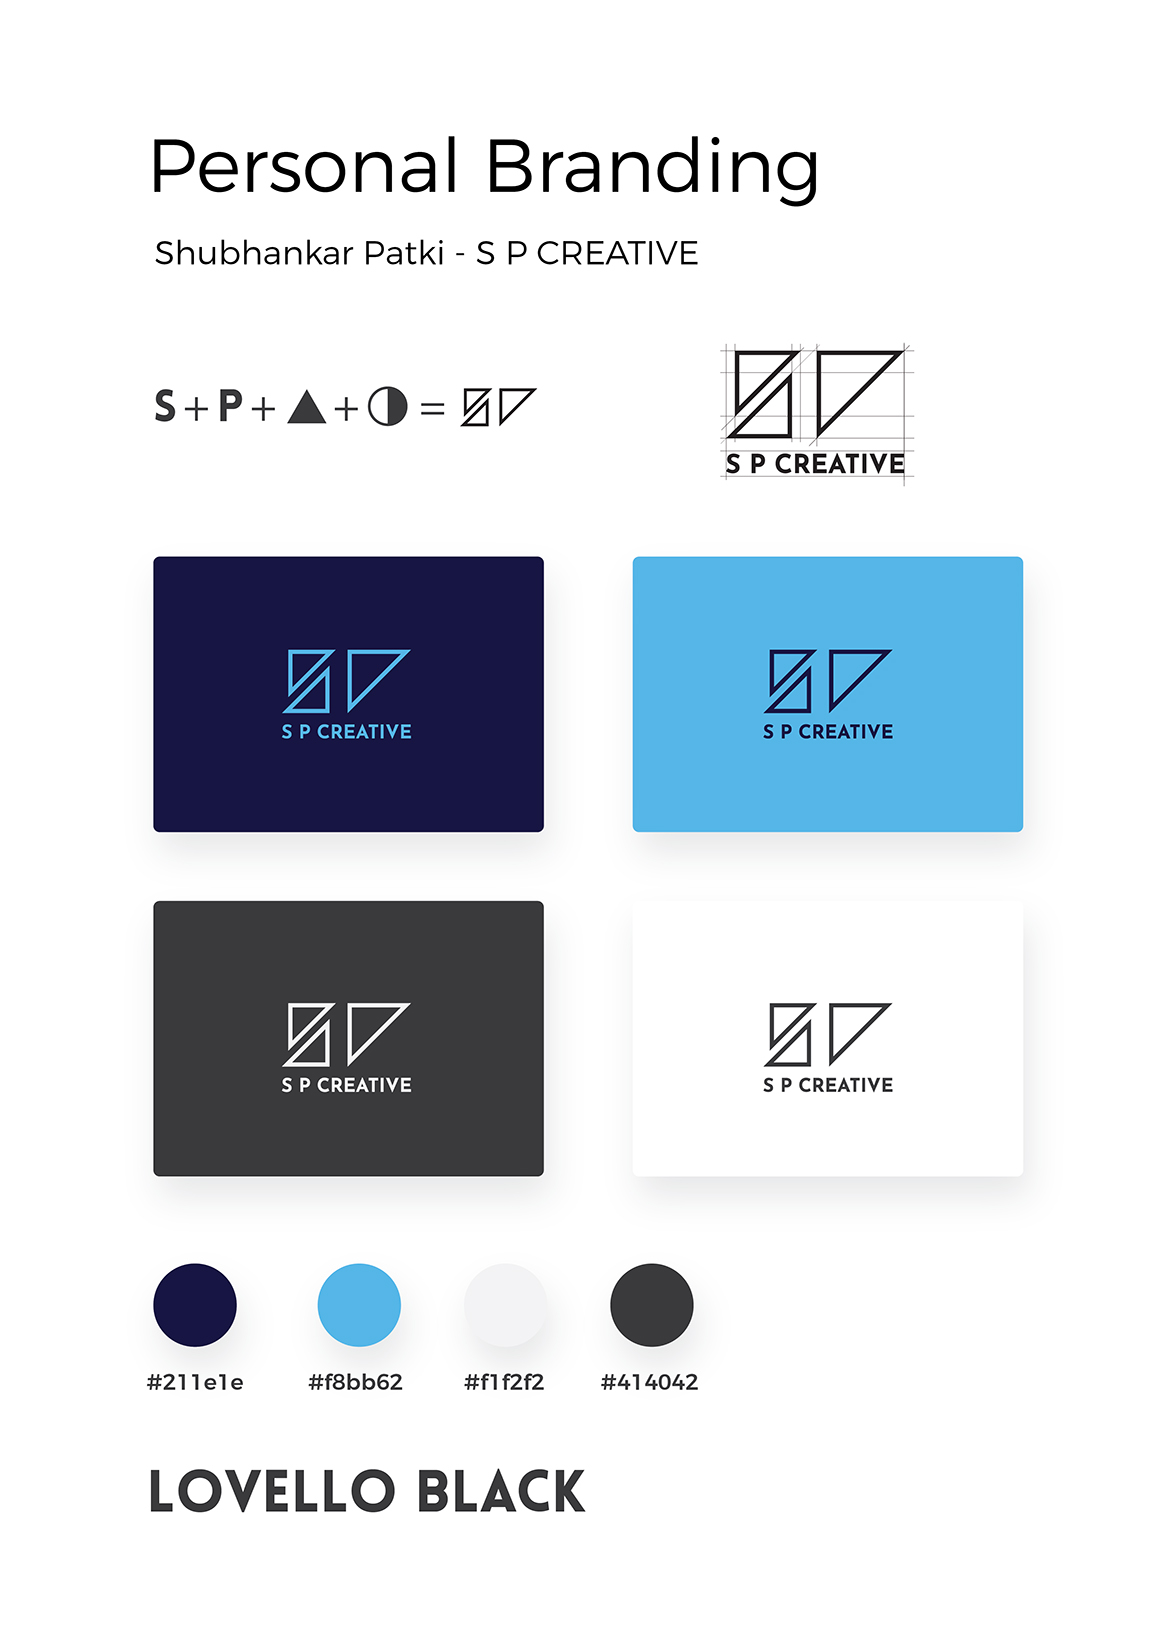 Personal Branding
Shubhankar Patki - S P CREATIVE
S + P + + =
S P CREATIVE
S P CREATIVE
S P CREATIVE
S P CREATIVE
S P CREATIVE
#211e1e #f8bb62 #f1f2f2 #414042
LOVELLO BLACK